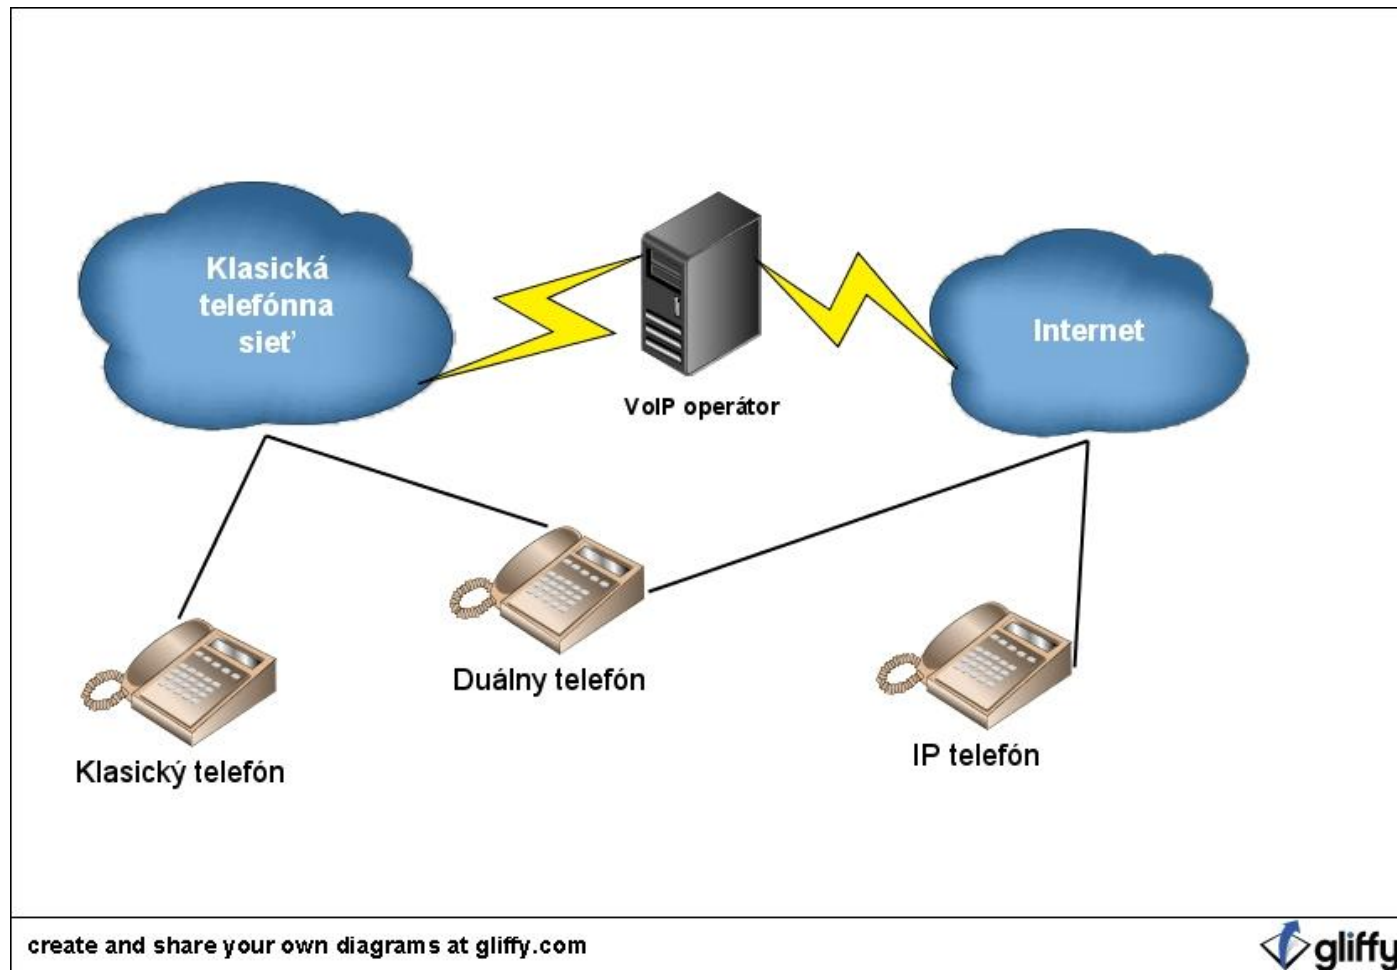 Klasická
telefónna
sieť
VoIP operátor
Internet
Duálny telefón
Klasický telefón
IP telefón
create and share your own diagrams at gliffy.com
gliffy